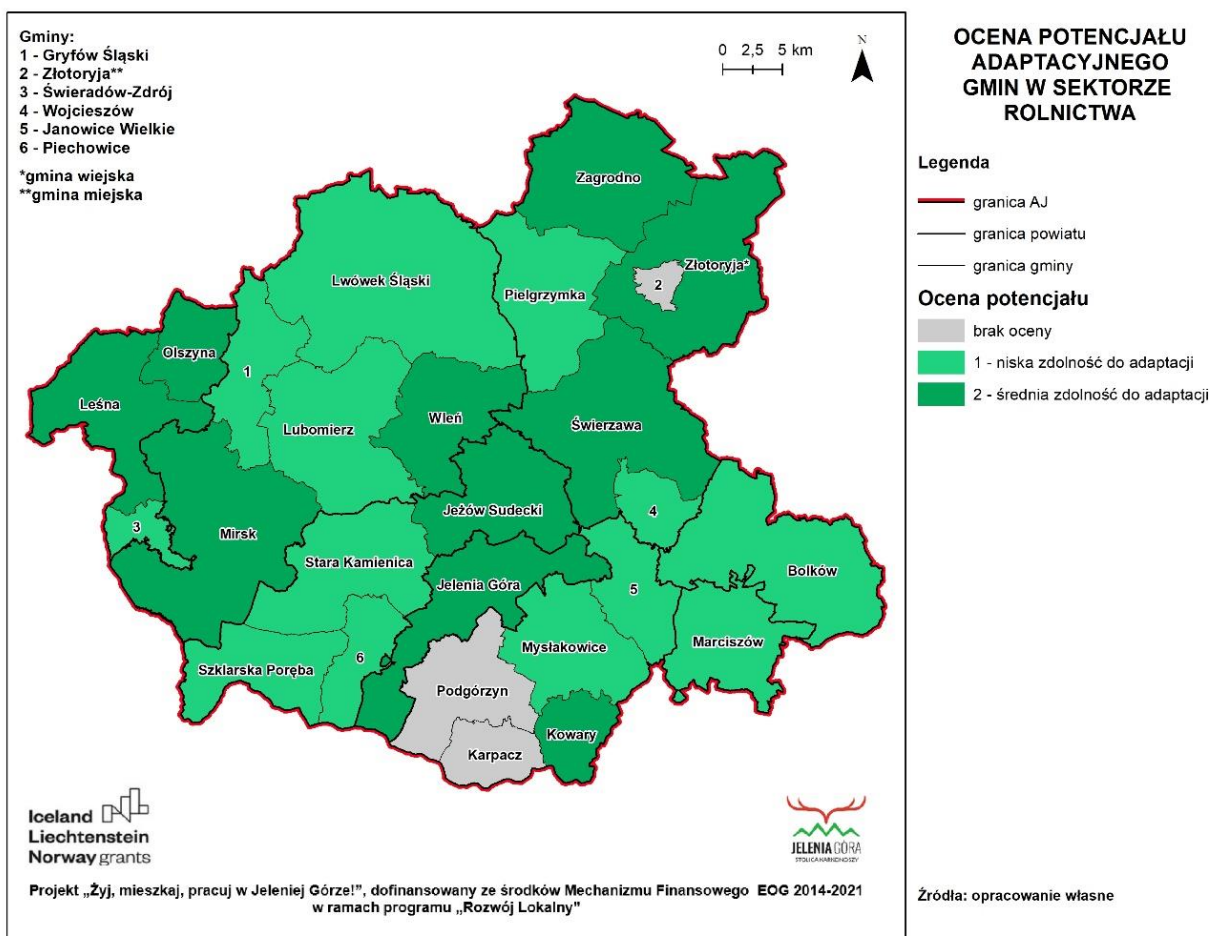 Gminy:
1 - Gryfów Śląski
2 - Złotoryja**
3 - Świeradów-Zdrój
4 - Wojcieszów
5 - Janowice Wielkie
6 - Piechowice
*gmina wiejska
**gmina miejska
0 2,5 5 km
N
OCENA POTENCJAŁU
ADAPTACYJNEGO
GMIN W SEKTORZE
ROLNICTWA
Legenda
granica AJ
granica powiatu
granica gminy
Ocena potencjału
brak oceny
1 - niska zdolność do adaptacji
2 - średnia zdolność do adaptacji
Zagrodno
Złotoryja*
2
Lwówek Śląski
Pielgrzymka
Olszyna
1
Leśna
Lubomierz
Wleń
Świerzawa
Jeżów Sudecki
4
3
Mirsk
Stara Kamienica
Jelenia Góra
5
Bolków
Mysłakowice
Marciszów
Szklarska Poręba
6
Podgórzyn
Kowary
Karpacz
Iceland
Liechtenstein
Norway grants
JELENIA GÓRA
STOLICA KARKONOSZY
Projekt „Żyj, mieszkaj, pracuj w Jeleniej Górze!”, dofinansowany ze środków Mechanizmu Finansowego EOG 2014-2021
w ramach programu „Rozwój Lokalny”
Źródła: opracowanie własne